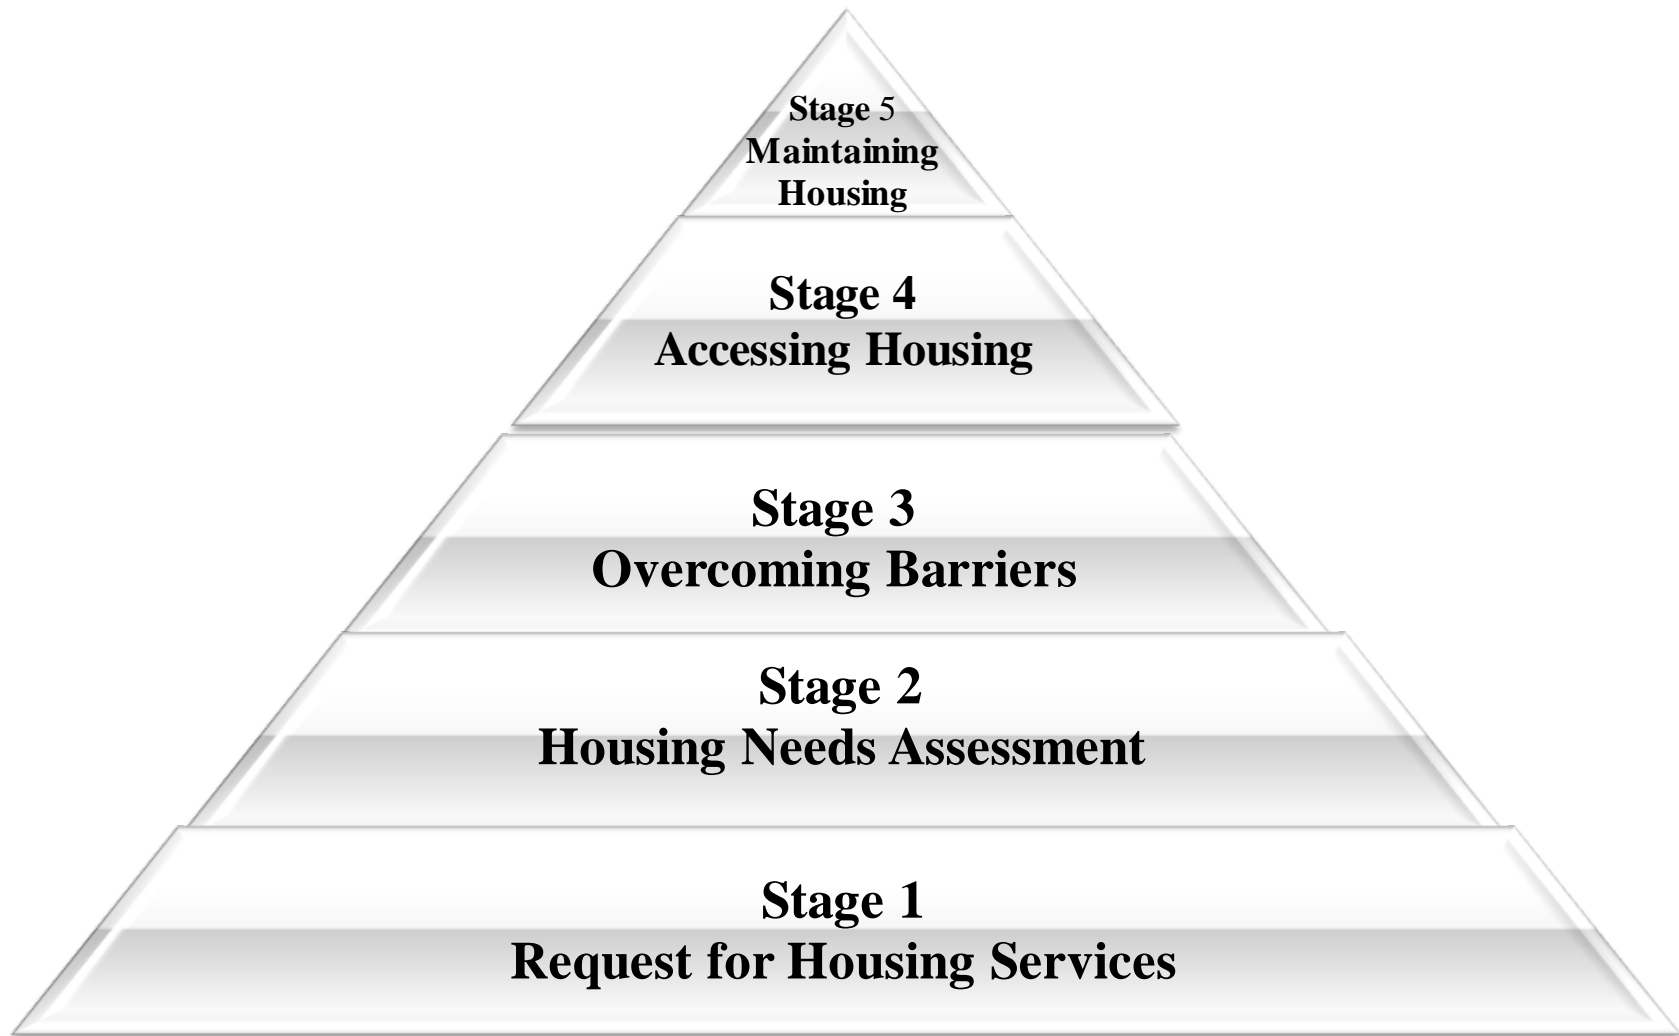 Stage 5
Maintaining
Housing
Stage 4
Accessing Housing
Stage 3
Overcoming Barriers
Stage 2
Housing Needs Assessment
Stage 1
Request for Housing Services